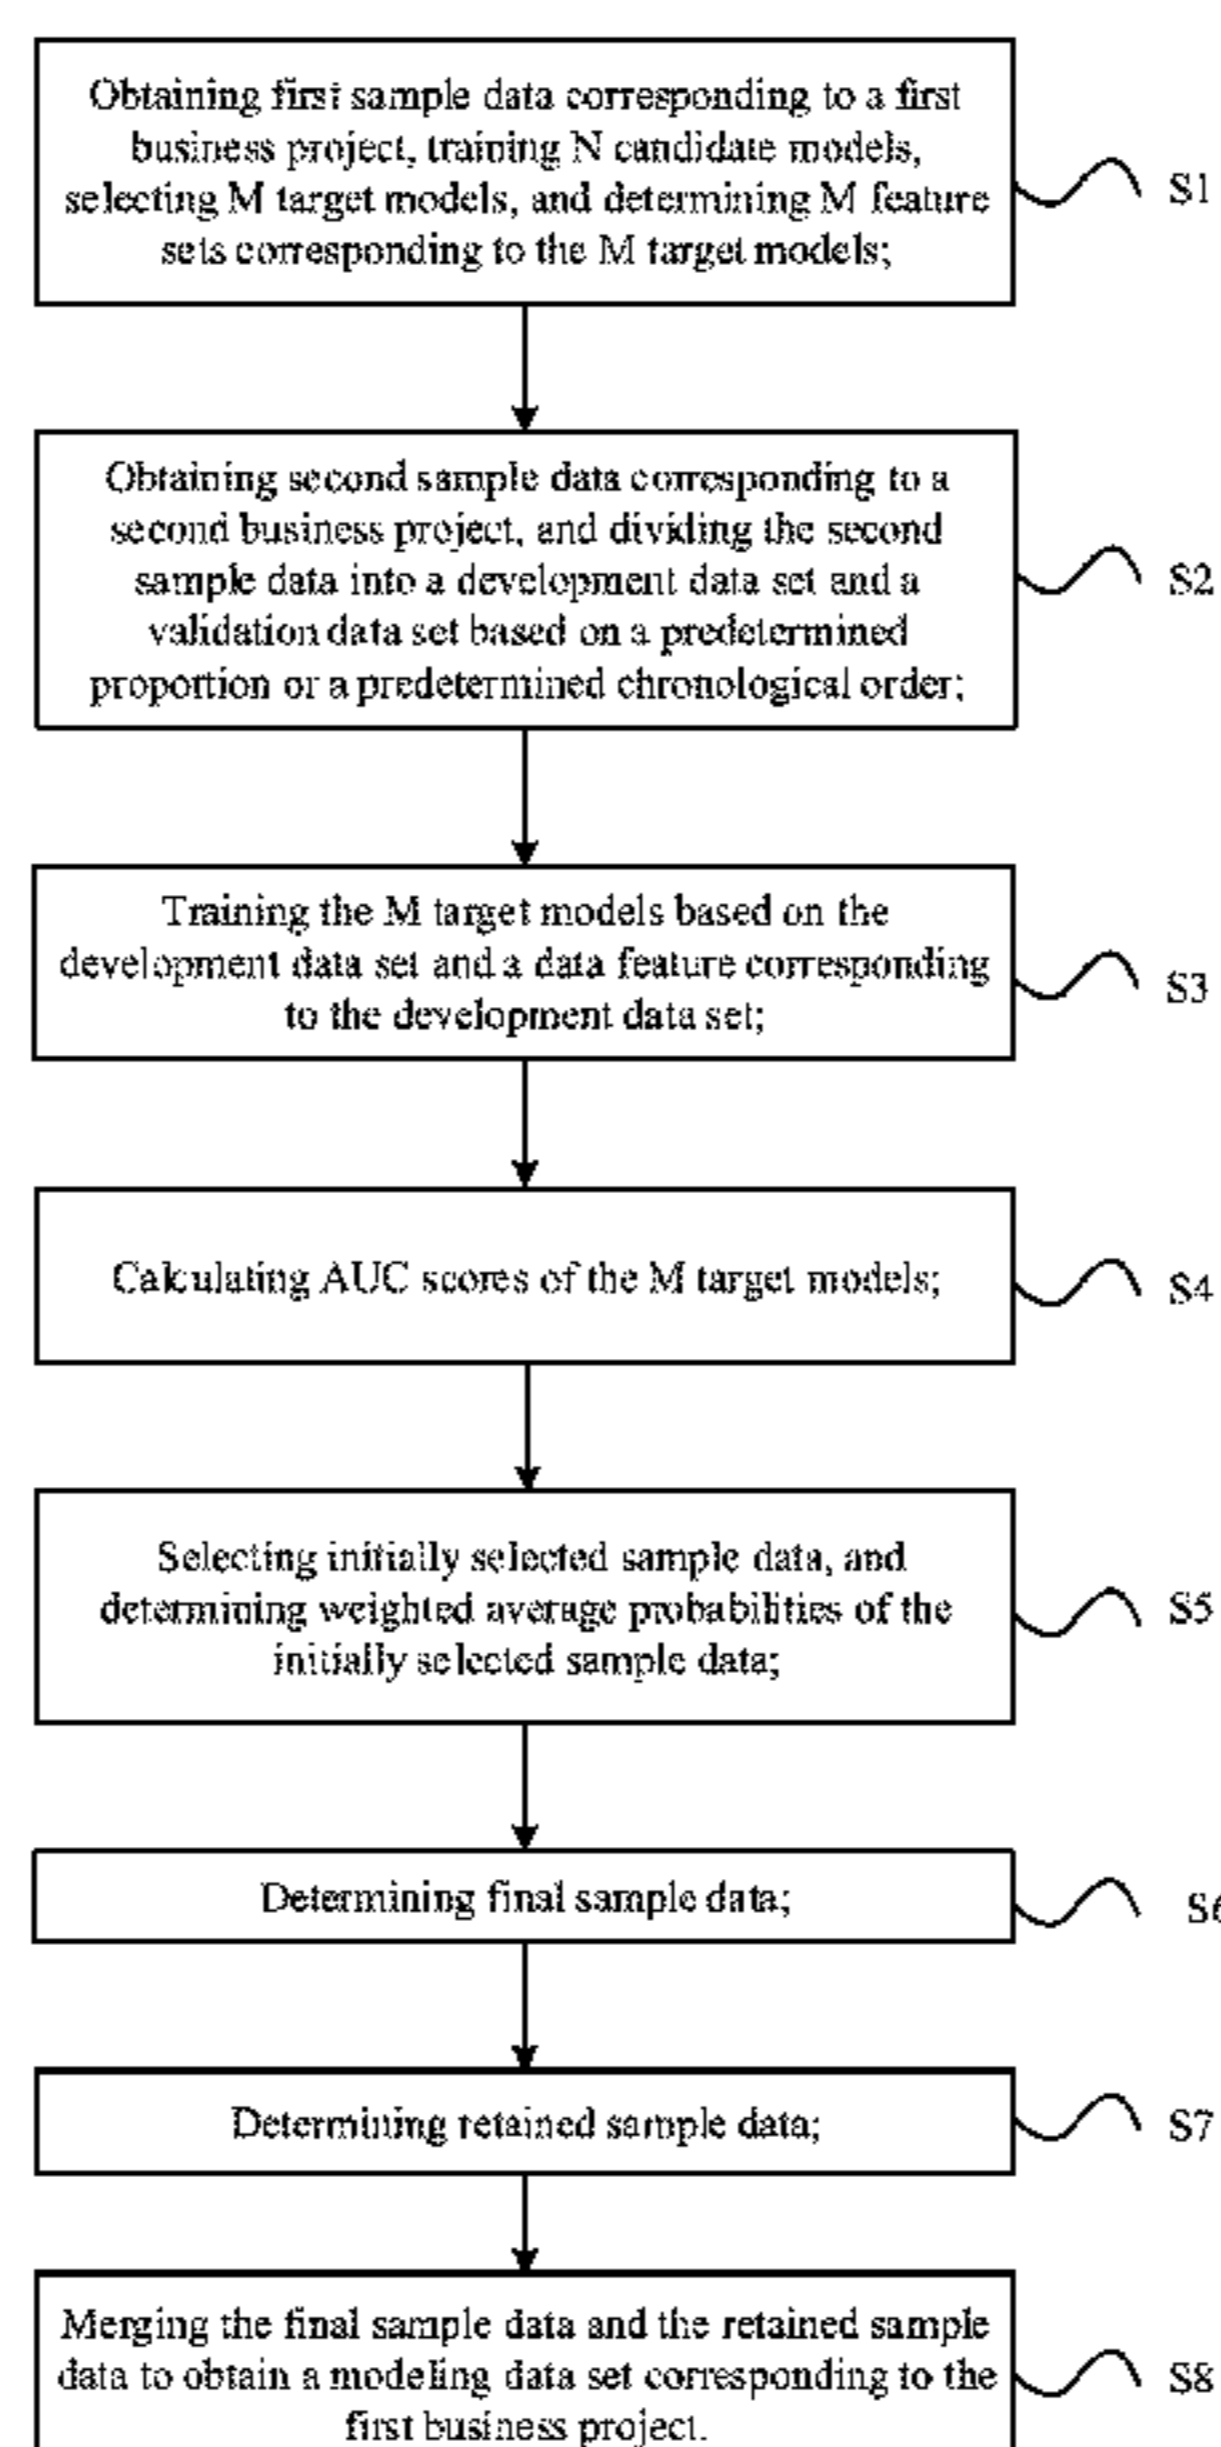 Obtaining first sample data corresponding to a first
business project, training N candidate models,
selecting M target models, and determining M feature
sets corresponding to the M target models;
S1
Obtaining second sample data corresponding to a
second business project, and dividing the second
sample data into a development data set and a
validation data set based on a predetermined
proportion or a predetermined chronological order;
S2
Training the M target models based on the
development data set and a data feature corresponding
to the development data set;
S3
Calculating AUC scores of the M target models;
S4
Selecting initially selected sample data, and
determining weighted average probabilities of the
initially selected sample data;
S5
Determining final sample data;
S6
Determining retained sample data;
S7
Merging the final sample data and the retained sample
data to obtain a modeling data set corresponding to the
first business project.
S8